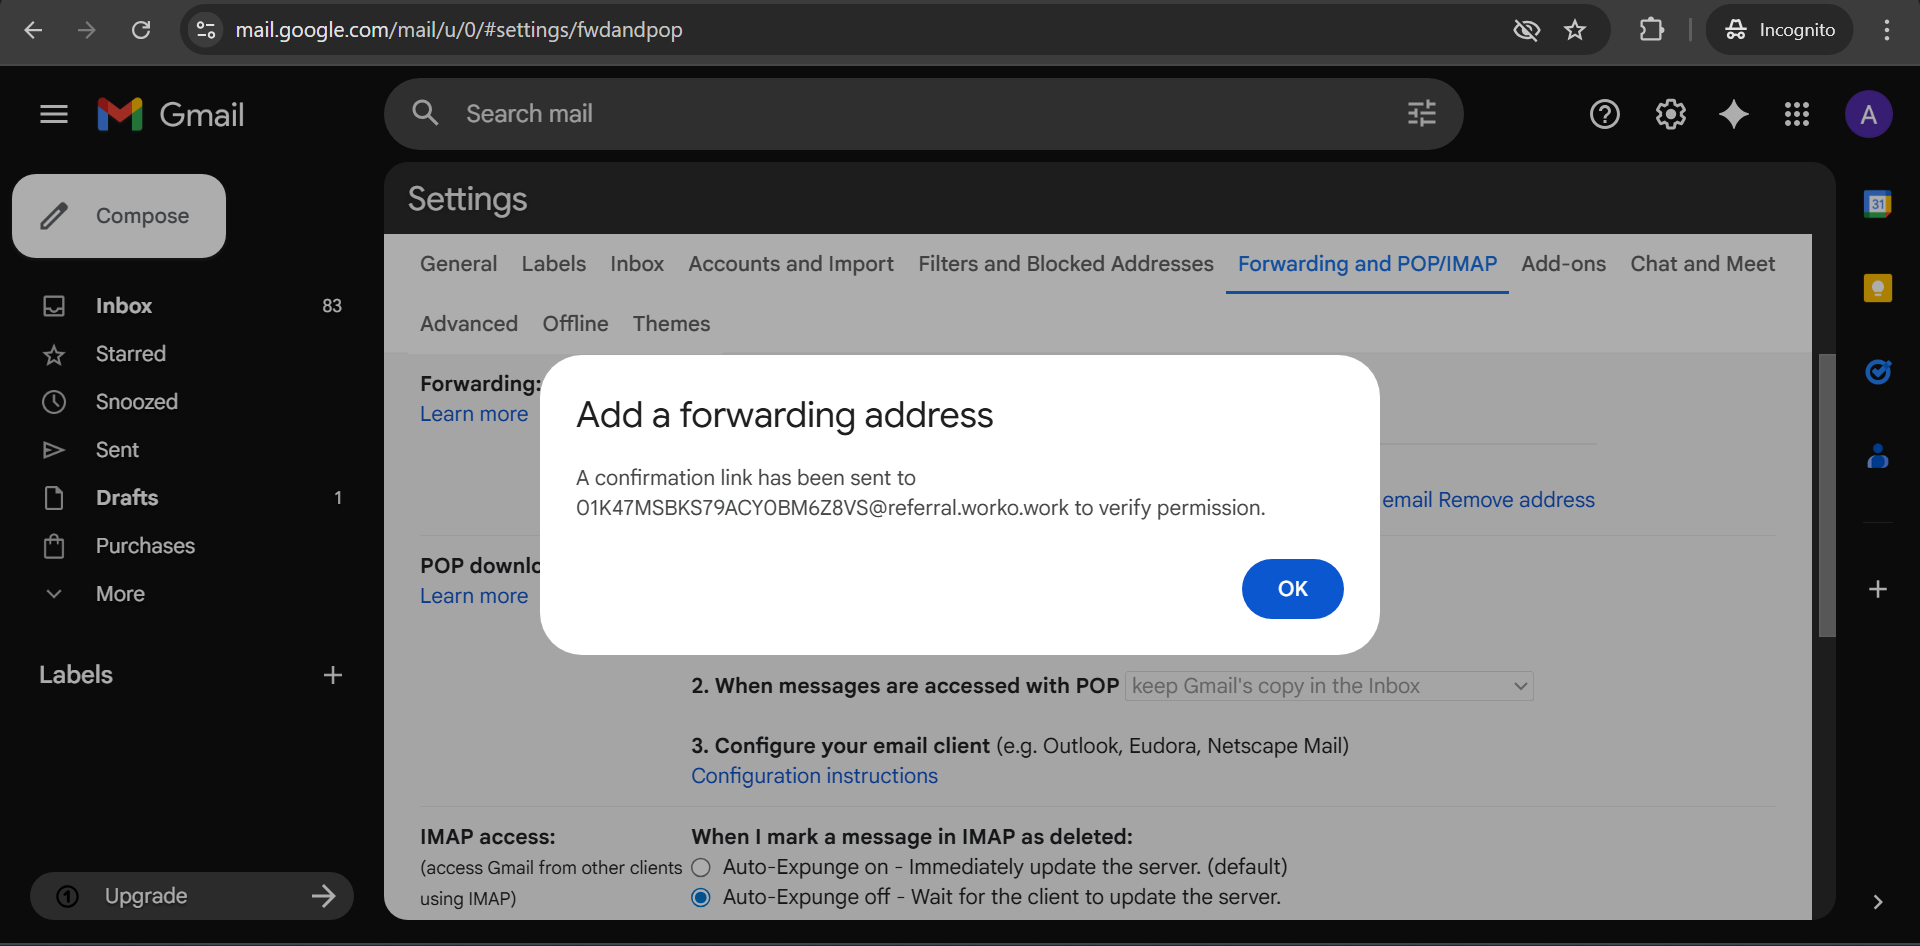 mail.google.com/mail/u/0/#settings/fwdandpop
Incognito
Gmail
Search mail
A
Compose
Inbox 83
Starred
Snoozed
Sent
Drafts 1
Purchases
More
Labels
Upgrade
Settings
General Labels Inbox Accounts and Import Filters and Blocked Addresses Forwarding and POP/IMAP Add-ons Chat and Meet
Advanced Offline Themes
Forwarding:
Learn more
email Remove address
Add a forwarding address
A confirmation link has been sent to
01K47MSBKS79ACY0BM6Z8VS@referral.worko.work to verify permission.
OK
POP downlo
Learn more
2. When messages are accessed with POP keep Gmail's copy in the Inbox
3. Configure your email client (e.g. Outlook, Eudora, Netscape Mail)
Configuration instructions
IMAP access:
(access Gmail from other clients
using IMAP)
When I mark a message in IMAP as deleted:
Auto-Expunge on - Immediately update the server. (default)
Auto-Expunge off - Wait for the client to update the server.
31